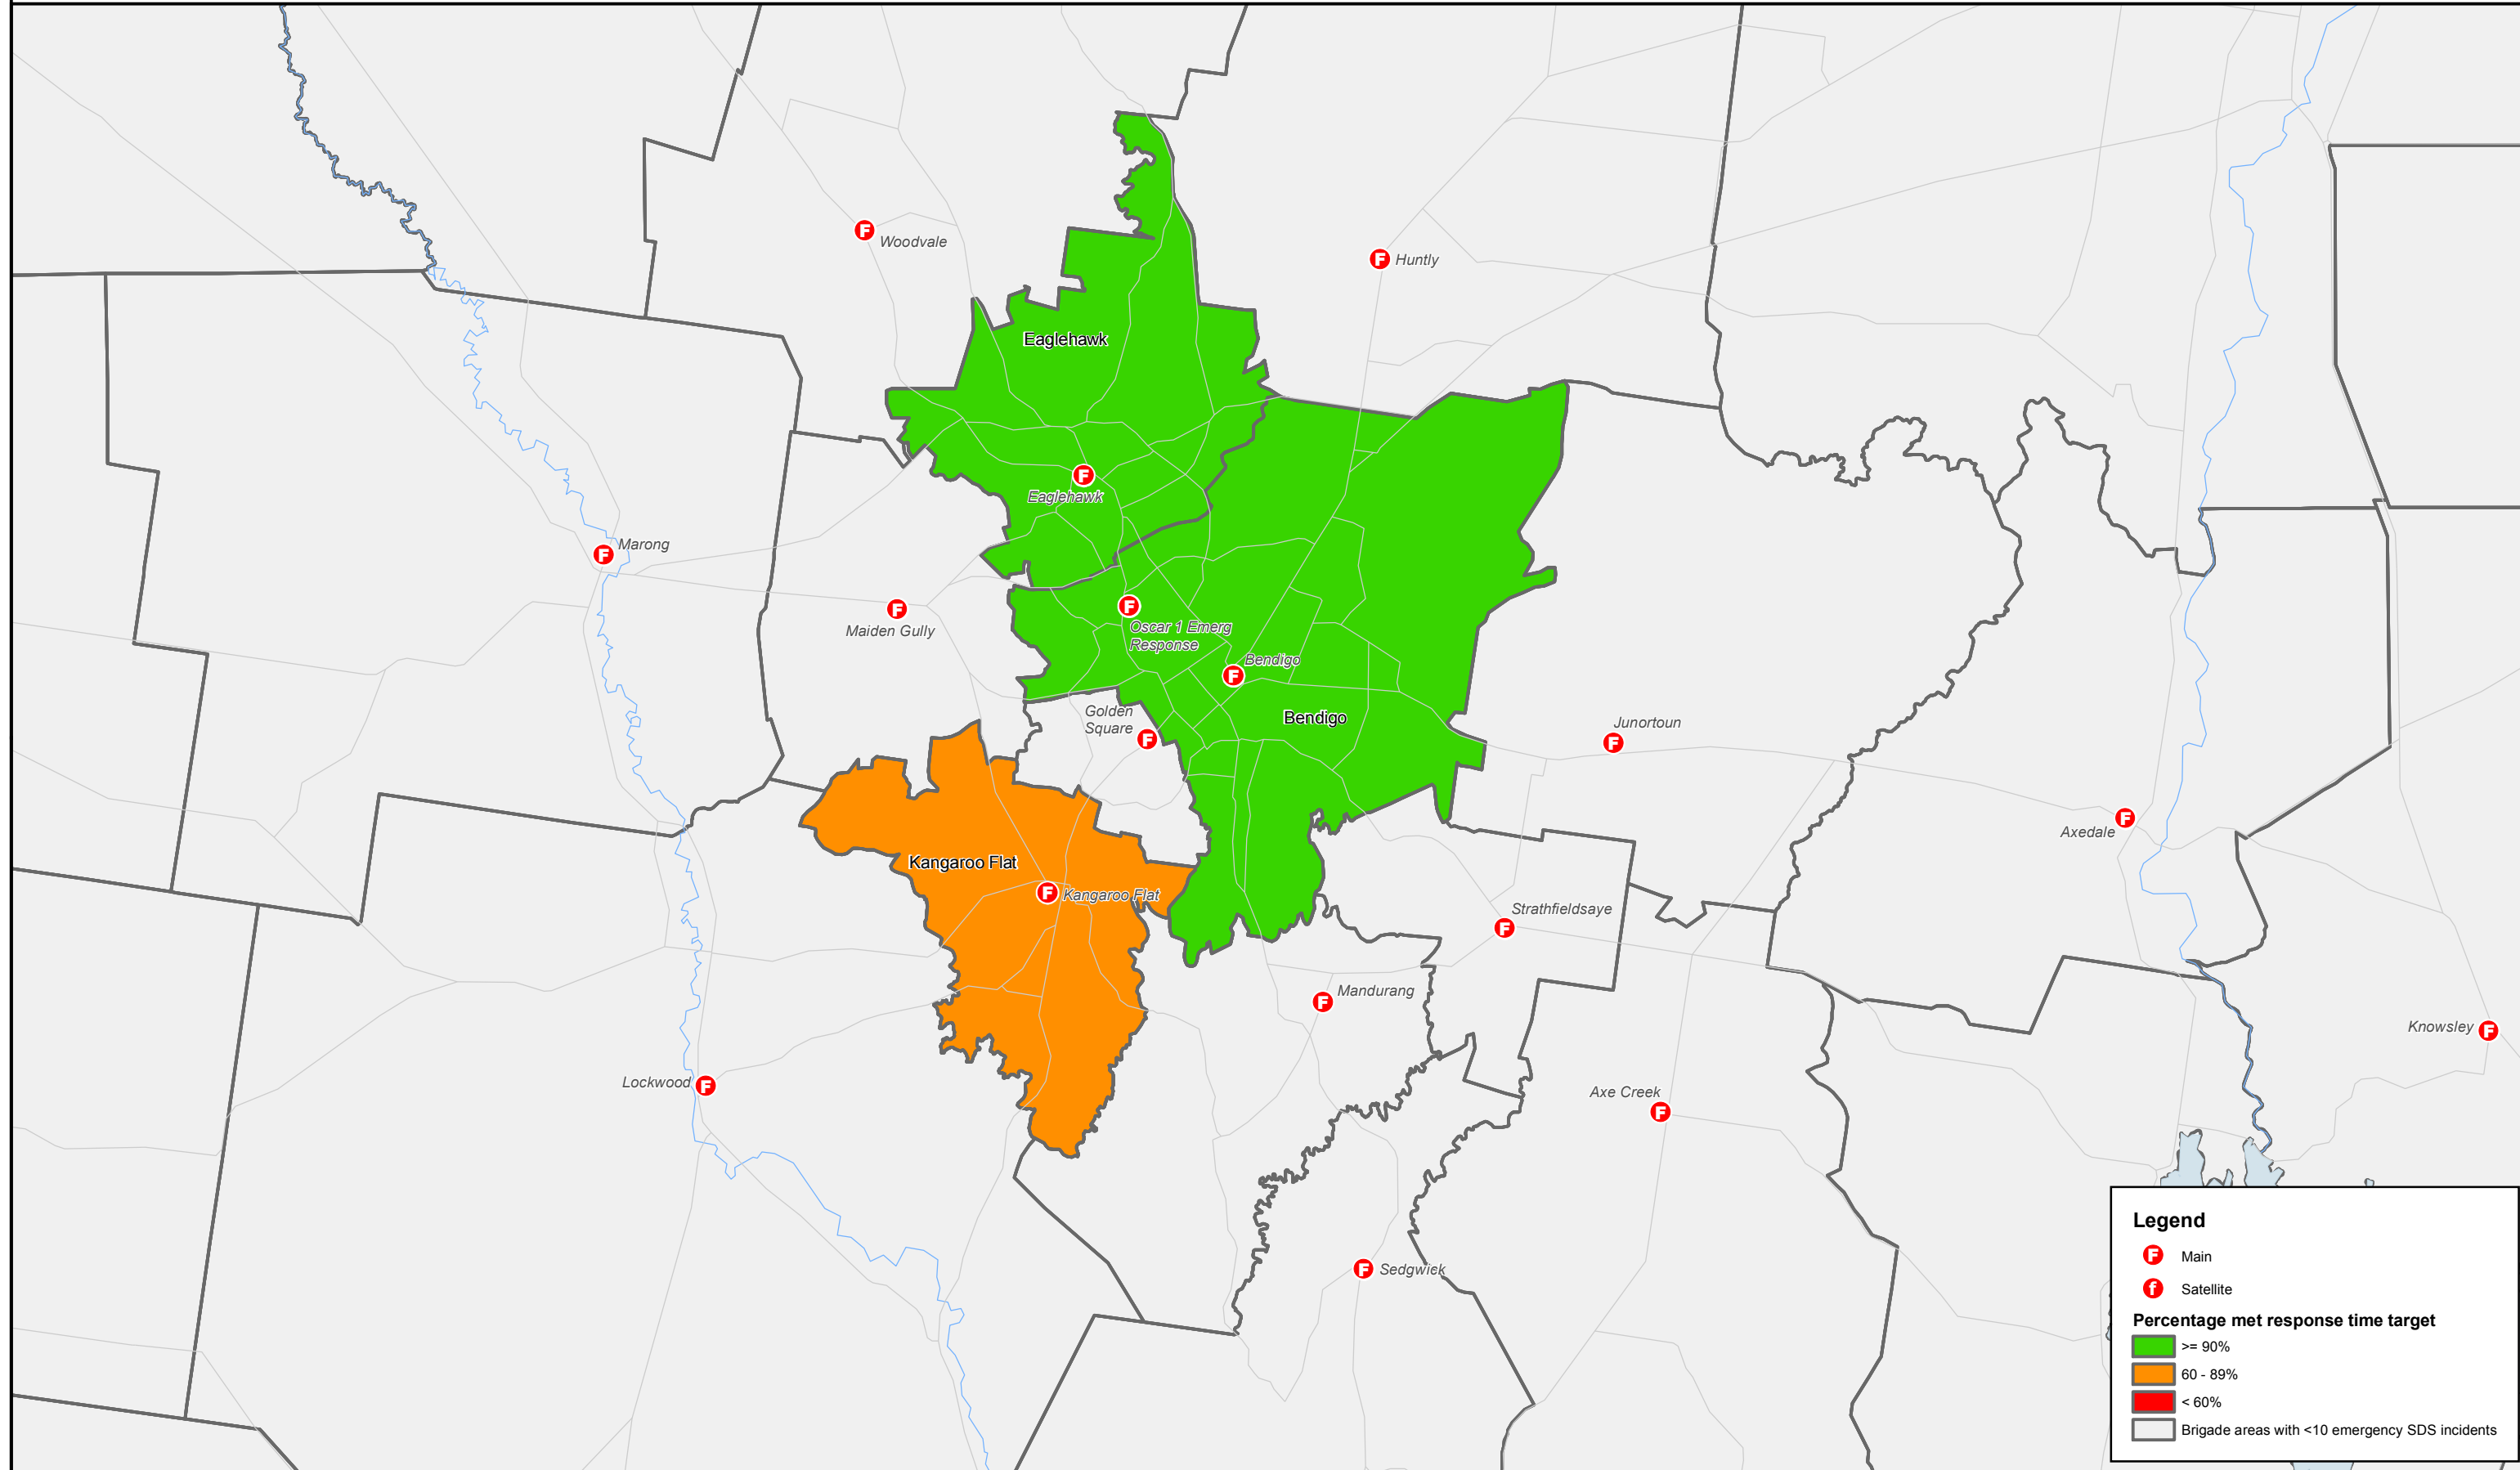 Woodvale
Huntly
Eaglehawk
Eaglehawk
Marong
Oscar 1 Emerg
Response
Maiden Gully
Bendigo
Golden
Square
Bendigo
Junortoun
Axedale
Kangaroo Flat
Kangaroo Flat
Strathfieldsaye
Mandurang
Knowsley
Lockwood
Axe Creek
Sedgwick
Legend
F Main
f Satellite
Percentage met response time target
>= 90%
60 - 89%
< 60%
Brigade areas with <10 emergency SDS incidents